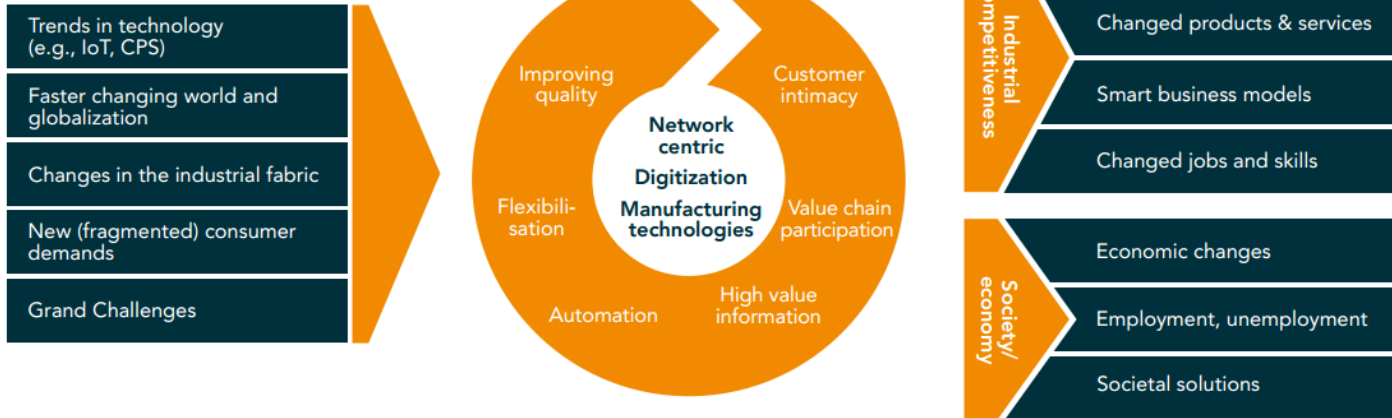 Trends in technology
(e.g., IoT, CPS)
Faster changing world and
globalization
Changes in the industrial fabric
New (fragmented) consumer
demands
Grand Challenges
Improving
quality
Customer
intimacy
Network
centric
Digitization
Manufacturing
technologies
Flexibili-
sation
Value chain
participation
Automation
High value
information
Industrial
ompetitiveness
Changed products & services
Smart business models
Changed jobs and skills
Society/
economy
Economic changes
Employment, unemployment
Societal solutions